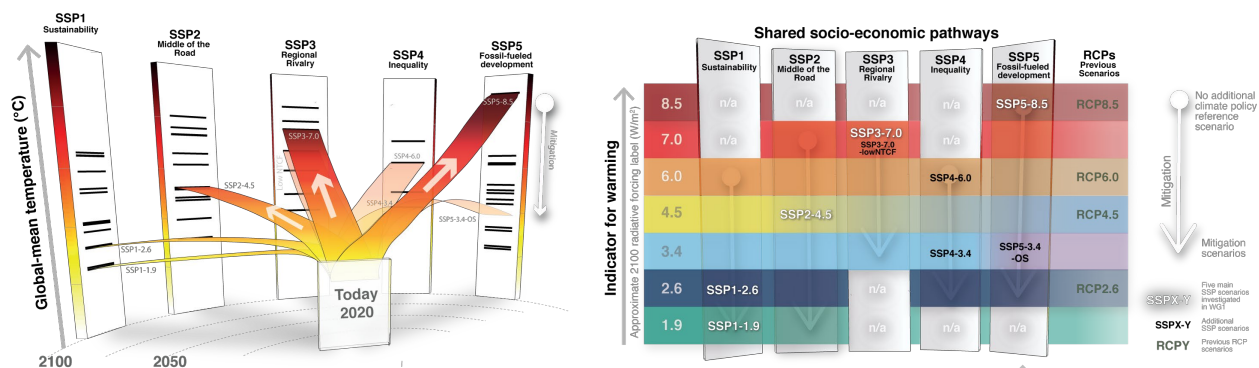 SSP1
Sustainability
SSP2
Middle of the
Road
SSP3
Regional
Rivalry
SSP4
Inequality
SSP5
Fossil-fueled
development
Global-mean temperature (°C)
SSP5-8.5
SSP3-7.0
Low NTCF
SSP4-6.0
SSP2-4.5
SSP4-3.4
SSP5-3.4-OS
SSP1-2.6
SSP1-1.9
Mitigation
Today
2020
2100
2050
Shared socio-economic pathways
SSP1
Sustainability
SSP2
Middle of the
Road
SSP3
Regional
Rivalry
SSP4
Inequality
SSP5
Fossil-fueled
development
RCPs
Previous
Scenarios
Indicator for warming
Approximate 2100 radiative forcing label (W/m²)
8.5 n/a n/a n/a n/a SSP5-8.5 RCP8.5
7.0 n/a SSP3-7.0 n/a
SSP3-7.0
-lowNTCF
6.0 SSP4-6.0 RCP6.0
4.5 SSP2-4.5 RCP4.5
3.4 SSP4-3.4 SSP5-3.4
-OS
2.6 SSP1-2.6 n/a RCP2.6
1.9 SSP1-1.9 n/a n/a n/a
No additional
climate policy
reference
scenario
Mitigation
Mitigation
scenarios
SSPX-Y
Five main
SSP scenarios
investigated
in WG1
SSPX-Y
Additional
SSP scenarios
RCPY
Previous RCP
scenarios